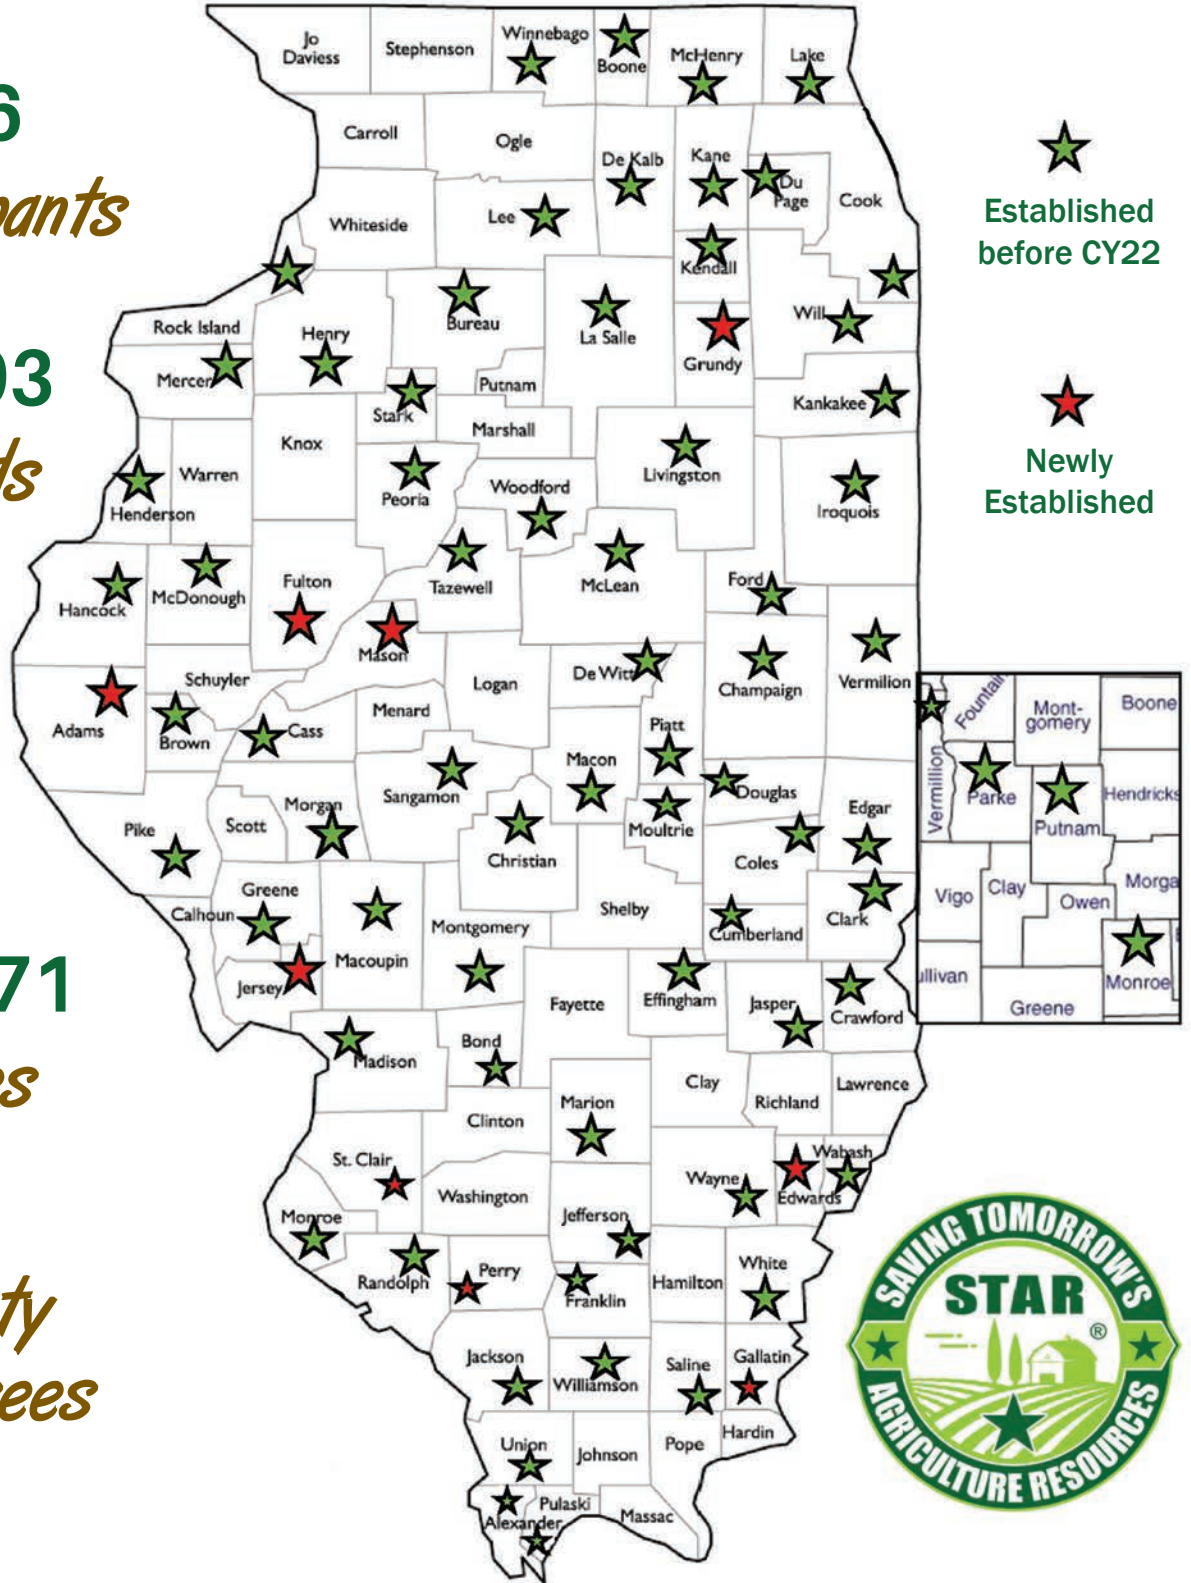 6
pants
93
ds
71
es
ty
ees
Jo
Daviess
Stephenson
Winnebago
Boone
McHenry
Lake
Carroll
Ogle
De Kalb
Kane
Du
Page
Cook
Whiteside
Lee
Kendall
Rock Island
Henry
Bureau
La Salle
Will
Grundy
Mercer
Putnam
Stark
Kankakee
Knox
Marshall
Warren
Peoria
Woodford
Livingston
Iroquois
Henderson
Hancock
McDonough
Fulton
Tazewell
McLean
Ford
Mason
Schuyler
Logan
De Witt
Champaign
Vermilion
Adams
Brown
Cass
Menard
Piatt
Macon
Sangamon
Douglas
Edgar
Pike
Scott
Morgan
Christian
Moultrie
Coles
Greene
Calhoun
Shelby
Cumberland
Clark
Montgomery
Macoupin
Jersey
Fayette
Effingham
Jasper
Crawford
Madison
Bond
Clay
Richland
Lawrence
Marion
Clinton
St. Clair
Wabash
Wayne
Edwards
Washington
Monroe
Jefferson
Randolph
Perry
Franklin
Hamilton
White
Jackson
Williamson
Saline
Gallatin
Hardin
Union
Johnson
Pope
Pulaski
Alexander
Massac
Established
before CY22
Newly
Established
Fountain
Mont-
gomery
Boone
Vermillion
Parke
Putnam
Hendricks
Vigo
Clay
Owen
Morga
ullivan
Greene
Monroe
SAVING TOMORROW'S
STAR
®
AGRICULTURE RESOURCES